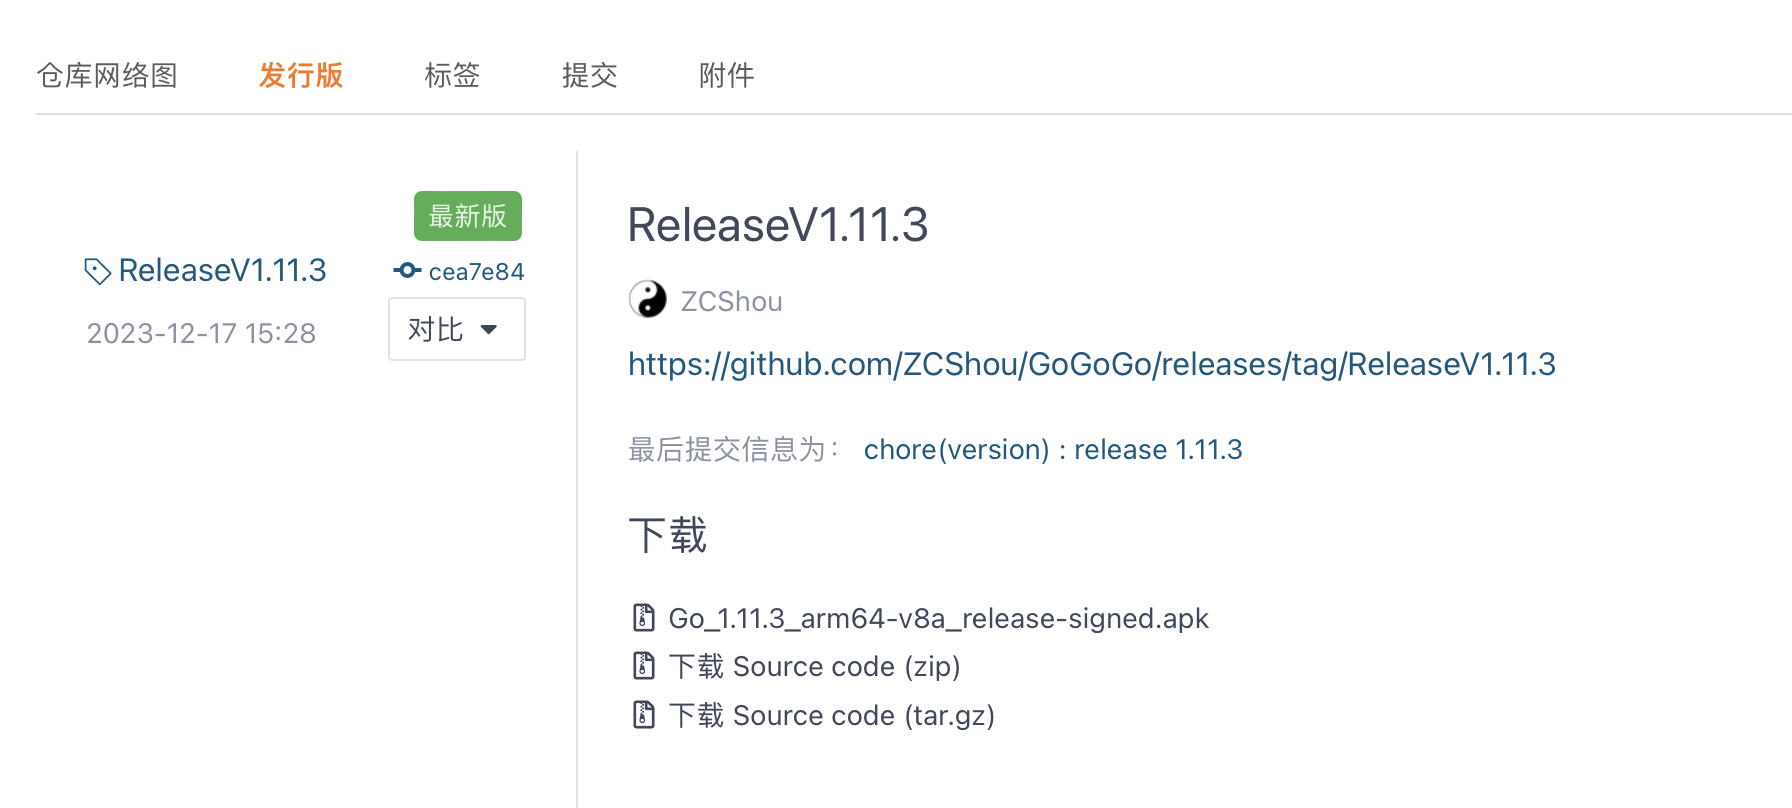 仓库网络图 发行版 标签 提交 附件
最新版
ReleaseV1.11.3 cea7e84
2023-12-17 15:28 对比
ReleaseV1.11.3
ZCShou
https://github.com/ZCShou/GoGoGo/releases/tag/ReleaseV1.11.3
最后提交信息为： chore(version) : release 1.11.3
下载
Go_1.11.3_arm64-v8a_release-signed.apk
下载 Source code (zip)
下载 Source code (tar.gz)